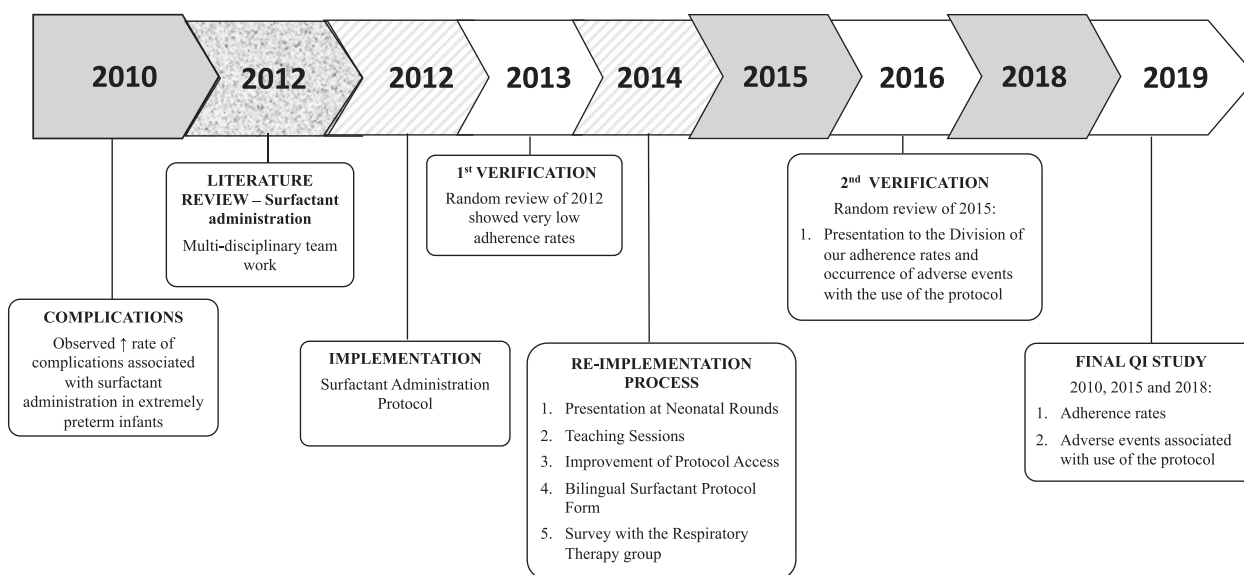 2010
2012
2012
2013
2014
2015
2016
2018
2019
COMPLICATIONS
Observed ↑ rate of
complications associated
with surfactant
administration in extremely
preterm infants
LITERATURE
REVIEW – Surfactant
administration
Multi-disciplinary team
work
IMPLEMENTATION
Surfactant Administration
Protocol
1st VERIFICATION
Random review of 2012
showed very low
adherence rates
RE-IMPLEMENTATION
PROCESS
1. Presentation at Neonatal Rounds
2. Teaching Sessions
3. Improvement of Protocol Access
4. Bilingual Surfactant Protocol
Form
5. Survey with the Respiratory
Therapy group
2nd VERIFICATION
Random review of 2015:
1. Presentation to the Division of
our adherence rates and
occurrence of adverse events
with the use of the protocol
FINAL QI STUDY
2010, 2015 and 2018:
1. Adherence rates
2. Adverse events associated
with use of the protocol